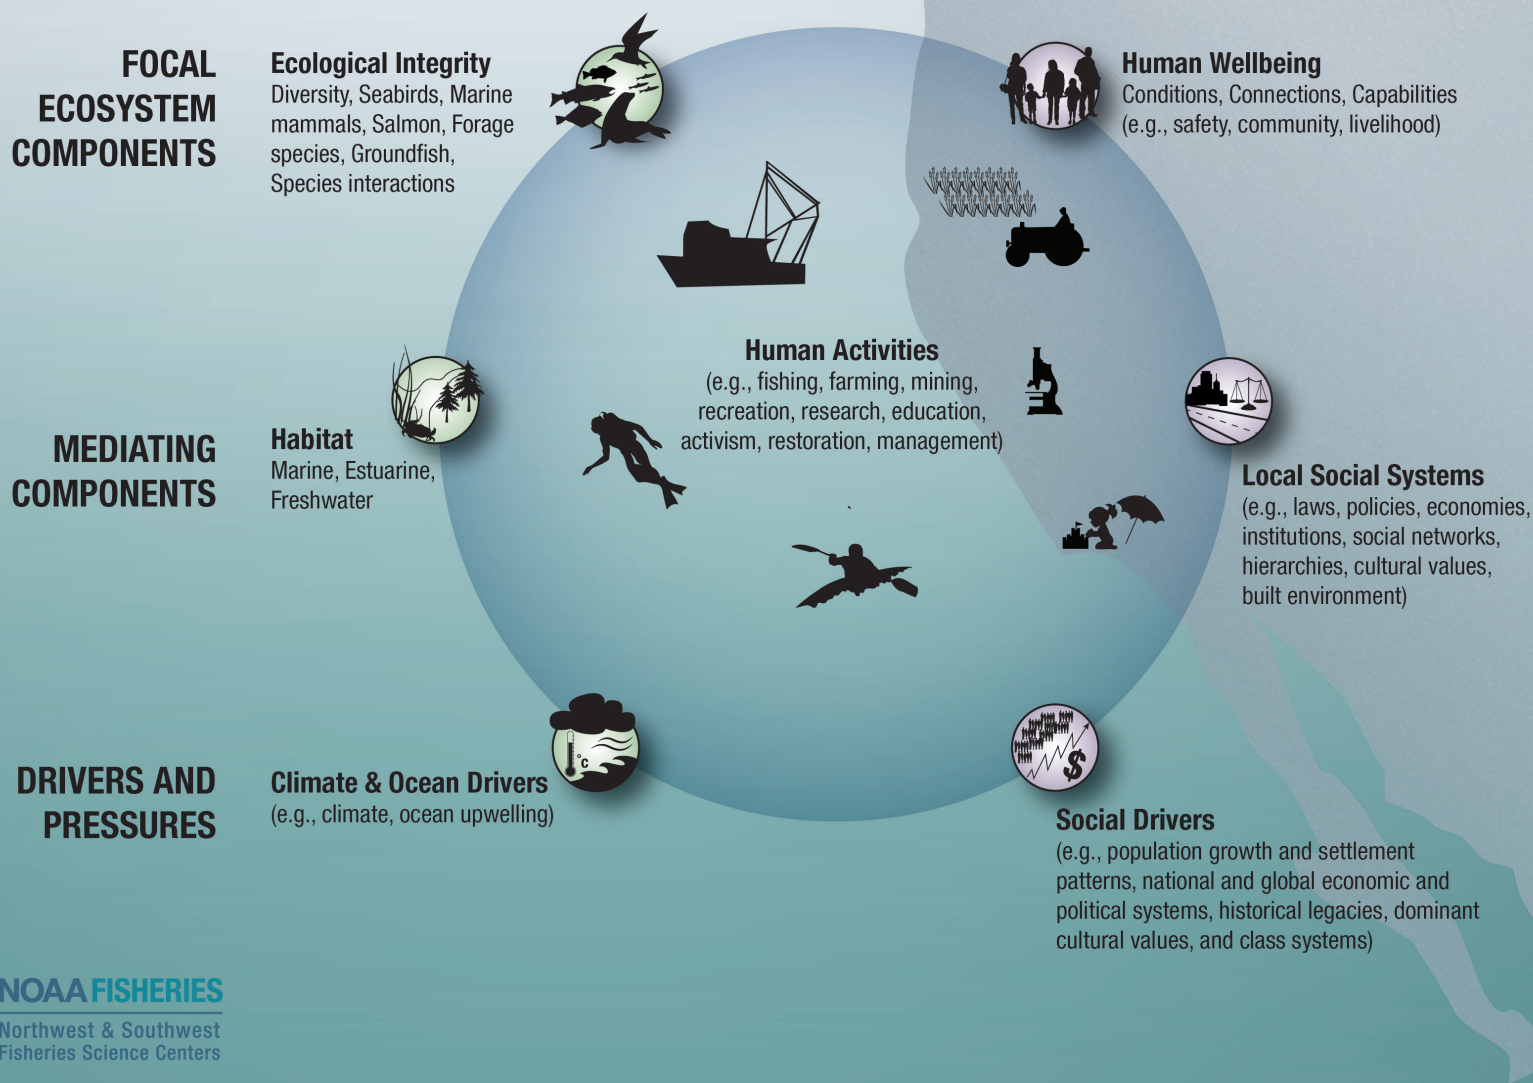 FOCAL
ECOSYSTEM
COMPONENTS
Ecological Integrity
Diversity, Seabirds, Marine
mammals, Salmon, Forage
species, Groundfish,
Species interactions
Human Wellbeing
Conditions, Connections, Capabilities
(e.g., safety, community, livelihood)
Human Activities
(e.g., fishing, farming, mining,
recreation, research, education,
activism, restoration, management)
MEDIATING
COMPONENTS
Habitat
Marine, Estuarine,
Freshwater
Local Social Systems
(e.g., laws, policies, economies,
institutions, social networks,
hierarchies, cultural values,
built environment)
DRIVERS AND
PRESSURES
Climate & Ocean Drivers
(e.g., climate, ocean upwelling)
°C
$
Social Drivers
(e.g., population growth and settlement
patterns, national and global economic and
political systems, historical legacies, dominant
cultural values, and class systems)
NOAA FISHERIES
Northwest & Southwest
Fisheries Science Centers